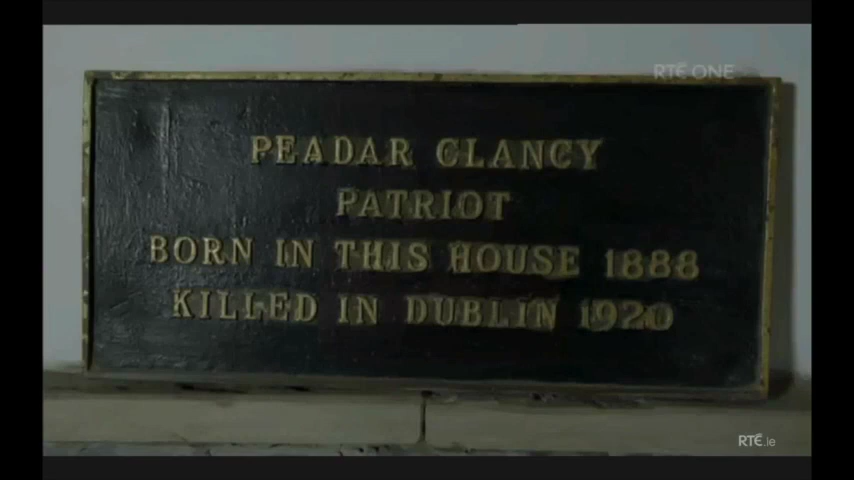 RTÉ ONE
PEADAR CLANCY
PATRIOT
BORN IN THIS HOUSE 1888
KILLED IN DUBLIN 1920
RTÉ.ie